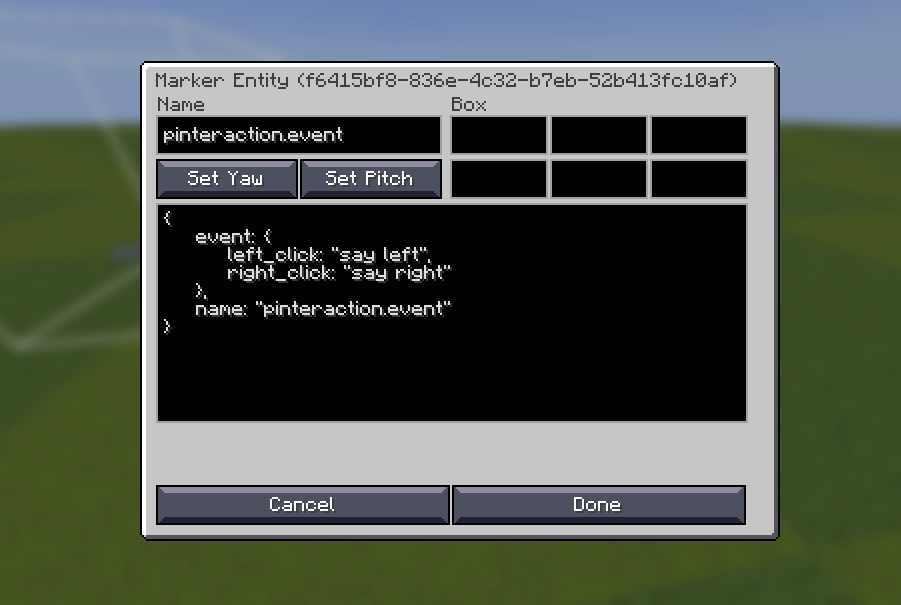 Marker Entity (f6415bf8-836e-4c32-b7eb-52b413fc10af)
Name Box
pinteraction.event
Set Yaw Set Pitch
{
event: {
left_click: "say left",
right_click: "say right"
},
name: "pinteraction.event"
}
Cancel Done